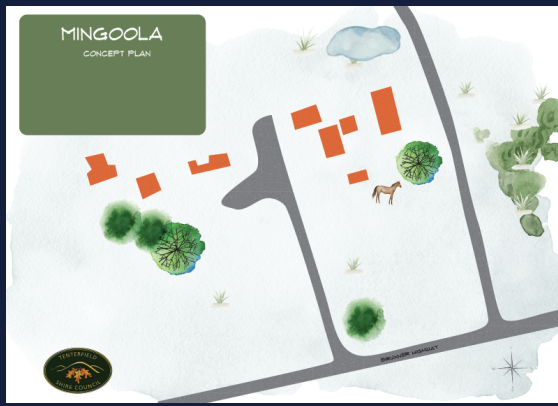 MINGOOLA
CONCEPT PLAN
BRUXNER HIGHWAY
TENTERFIELD
SHIRE COUNCIL